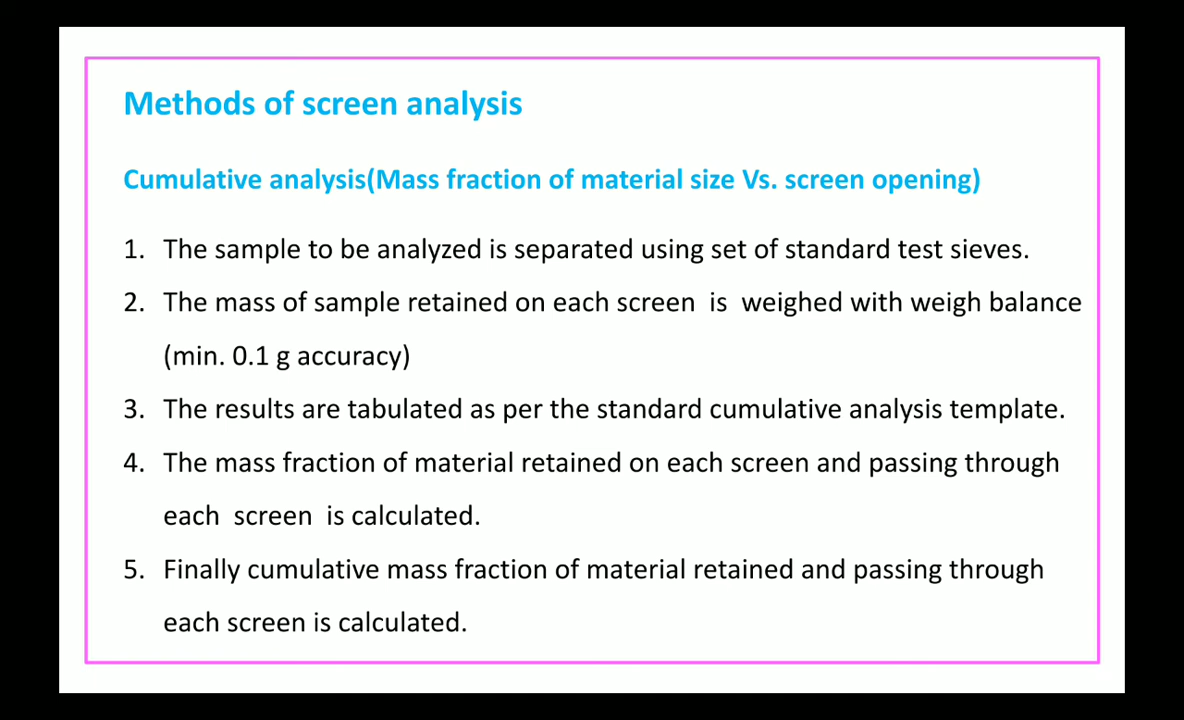 Methods of screen analysis
Cumulative analysis(Mass fraction of material size Vs. screen opening)
1. The sample to be analyzed is separated using set of standard test sieves.
2. The mass of sample retained on each screen is weighed with weigh balance
(min. 0.1 g accuracy)
3. The results are tabulated as per the standard cumulative analysis template.
4. The mass fraction of material retained on each screen and passing through
each screen is calculated.
5. Finally cumulative mass fraction of material retained and passing through
each screen is calculated.